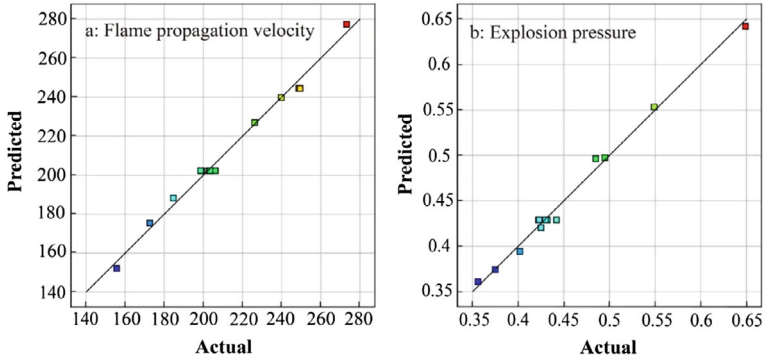 280
260
240
220
200
180
160
140
Predicted
a: Flame propagation velocity
140 160 180 200 220 240 260 280
Actual
0.65
0.6
0.55
0.5
0.45
0.4
0.35
Predicted
b: Explosion pressure
0.35 0.4 0.45 0.5 0.55 0.6 0.65
Actual